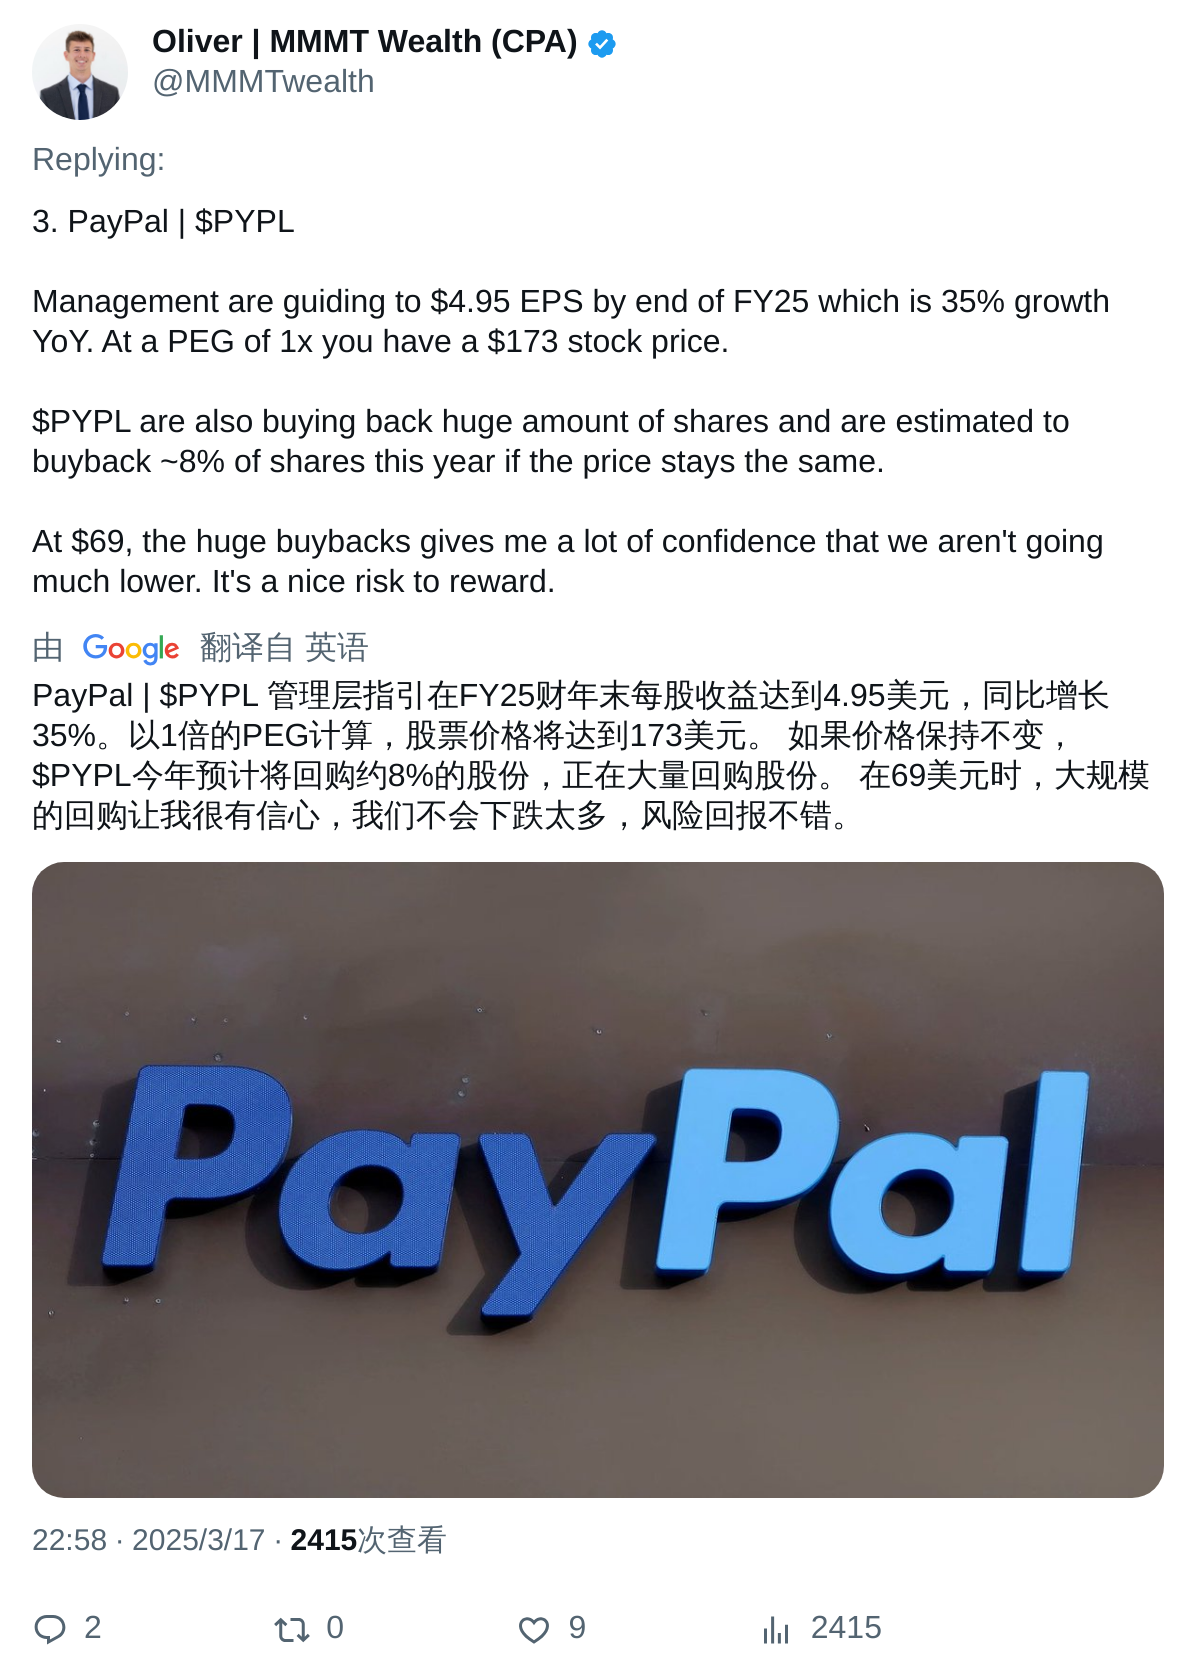 Oliver | MMMT Wealth (CPA)
@MMMTwealth
Replying:
3. PayPal | $PYPL
Management are guiding to $4.95 EPS by end of FY25 which is 35% growth
YoY. At a PEG of 1x you have a $173 stock price.
$PYPL are also buying back huge amount of shares and are estimated to
buyback ~8% of shares this year if the price stays the same.
At $69, the huge buybacks gives me a lot of confidence that we aren't going
much lower. It's a nice risk to reward.
由 Google 翻译自 英语
PayPal | $PYPL 管理层指引在FY25财年末每股收益达到4.95美元，同比增长
35%。以1倍的PEG计算，股票价格将达到173美元。 如果价格保持不变，
$PYPL今年预计将回购约8%的股份，正在大量回购股份。 在69美元时，大规模
的回购让我很有信心，我们不会下跌太多，风险回报不错。
PayPal
22:58 · 2025/3/17 · 2415次查看
2 0 9 2415